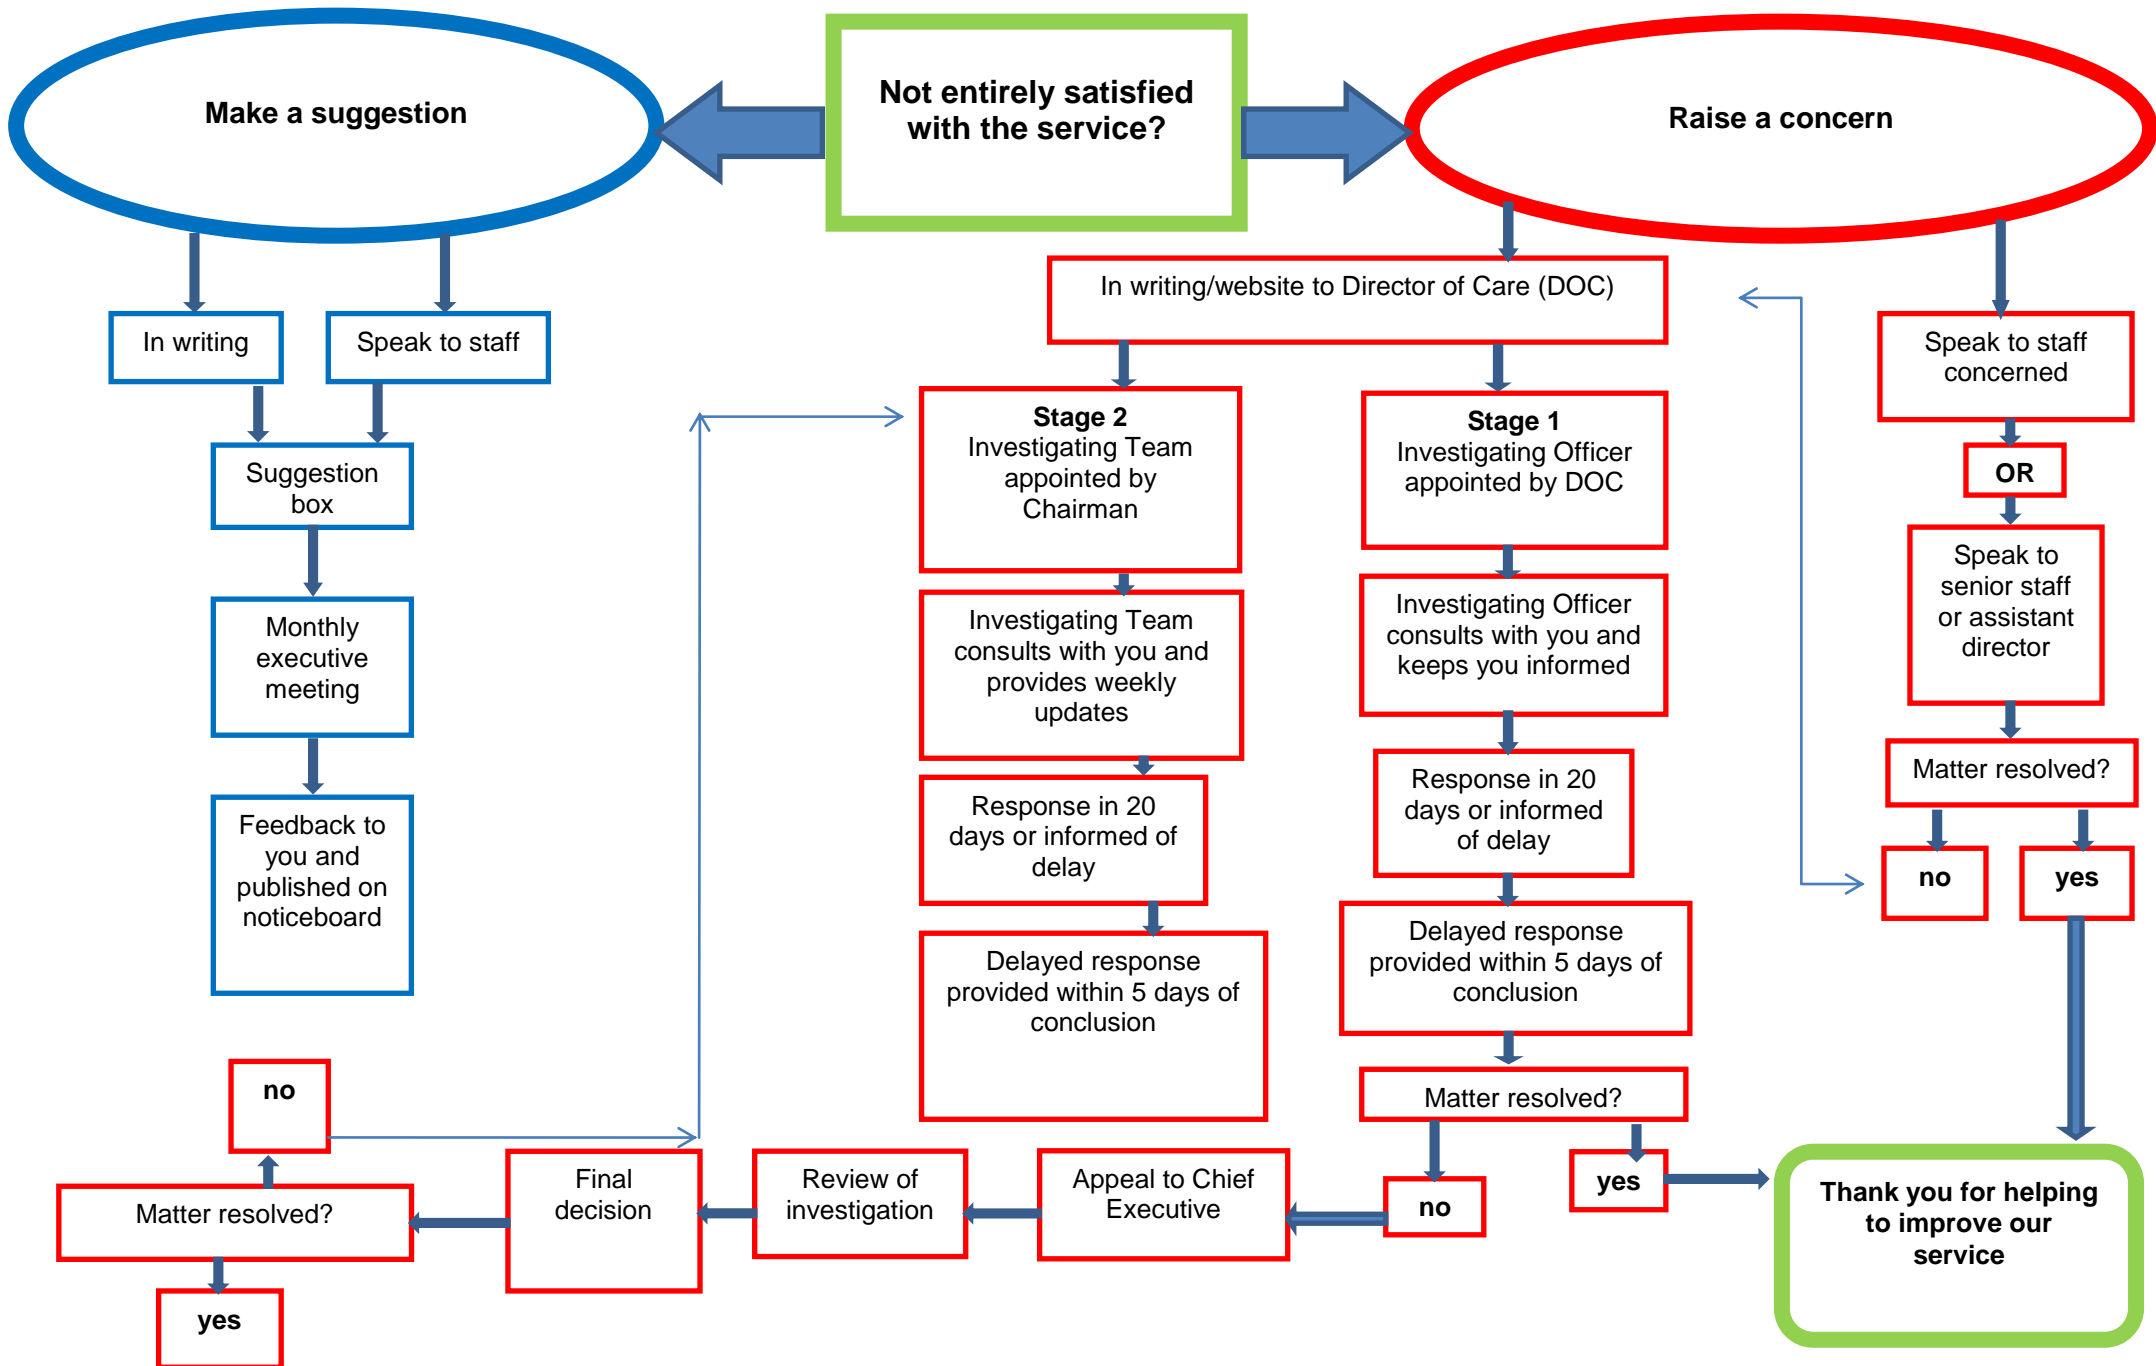 Make a suggestion
Not entirely satisfied
with the service?
Raise a concern
In writing
Speak to staff
Suggestion
box
Monthly
executive
meeting
Feedback to
you and
published on
noticeboard
In writing/website to Director of Care (DOC)
Stage 2
Investigating Team
appointed by
Chairman
Investigating Team
consults with you and
provides weekly
updates
Response in 20
days or informed of
delay
Delayed response
provided within 5 days of
conclusion
Stage 1
Investigating Officer
appointed by DOC
Investigating Officer
consults with you and
keeps you informed
Response in 20
days or informed
of delay
Delayed response
provided within 5 days of
conclusion
Matter resolved?
no
yes
Speak to staff
concerned
OR
Speak to
senior staff
or assistant
director
Matter resolved?
no
yes
Thank you for helping
to improve our
service
Appeal to Chief
Executive
Review of
investigation
Final
decision
Matter resolved?
no
yes